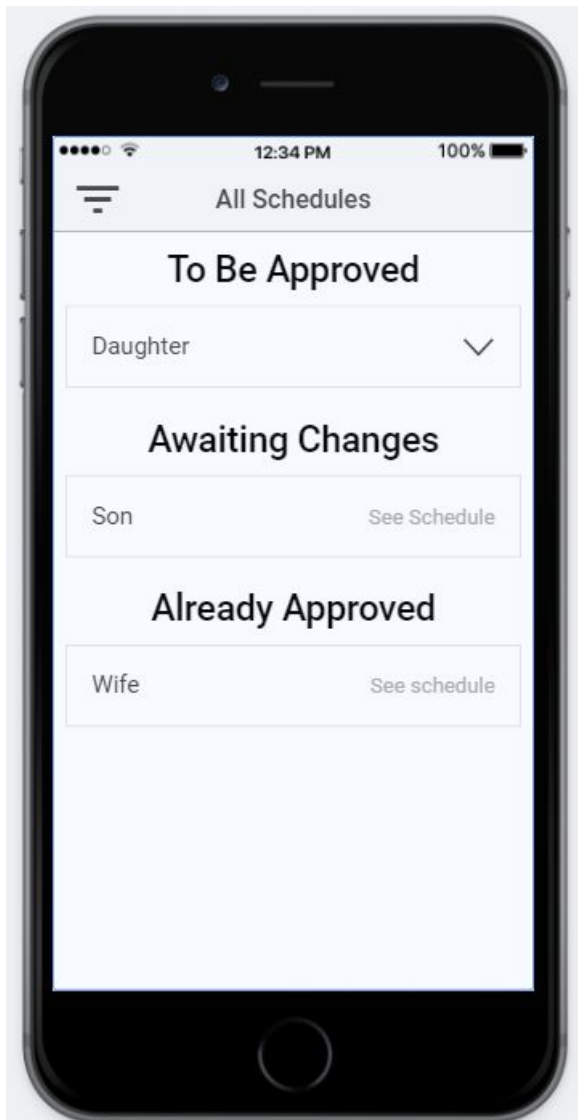 12:34 PM 100%
All Schedules
To Be Approved
Daughter
Awaiting Changes
Son See Schedule
Already Approved
Wife See schedule